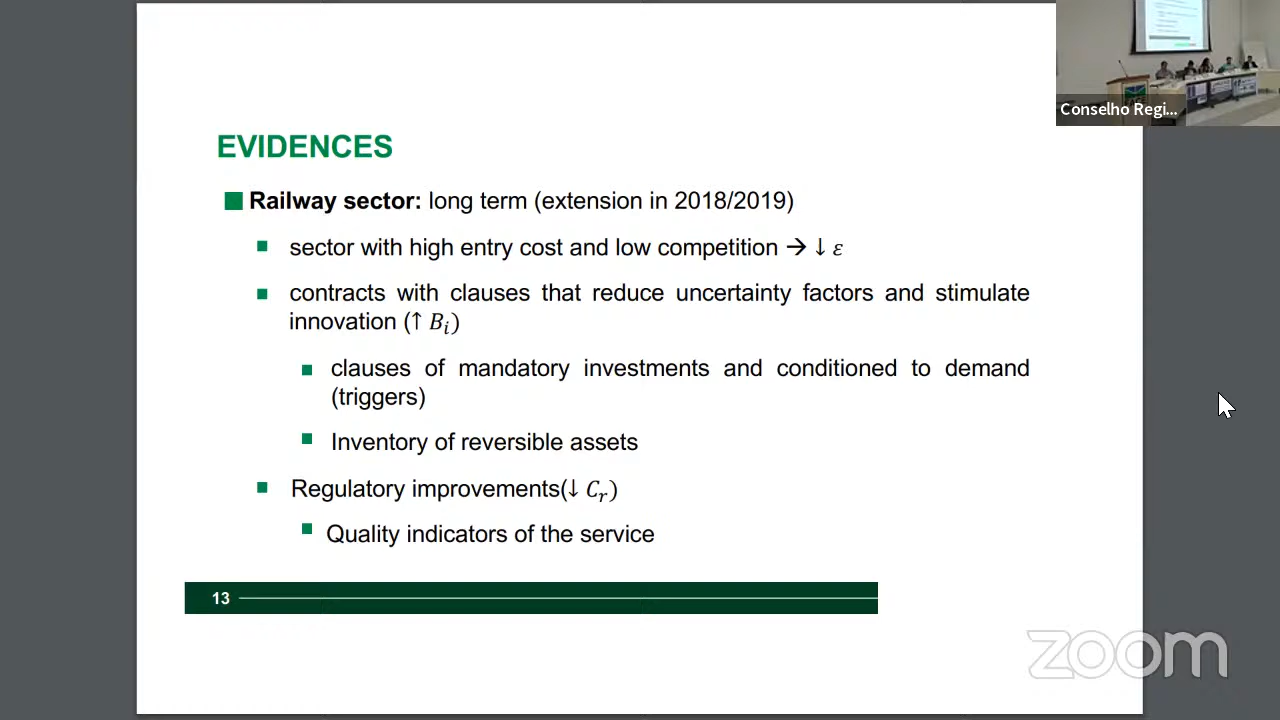 Conselho Regi...
EVIDENCES
Railway sector: long term (extension in 2018/2019)
sector with high entry cost and low competition → ↓ ε
contracts with clauses that reduce uncertainty factors and stimulate
innovation (↑ Bᵢ)
clauses of mandatory investments and conditioned to demand
(triggers)
Inventory of reversible assets
Regulatory improvements(↓ Cᵣ)
Quality indicators of the service
13
zoom